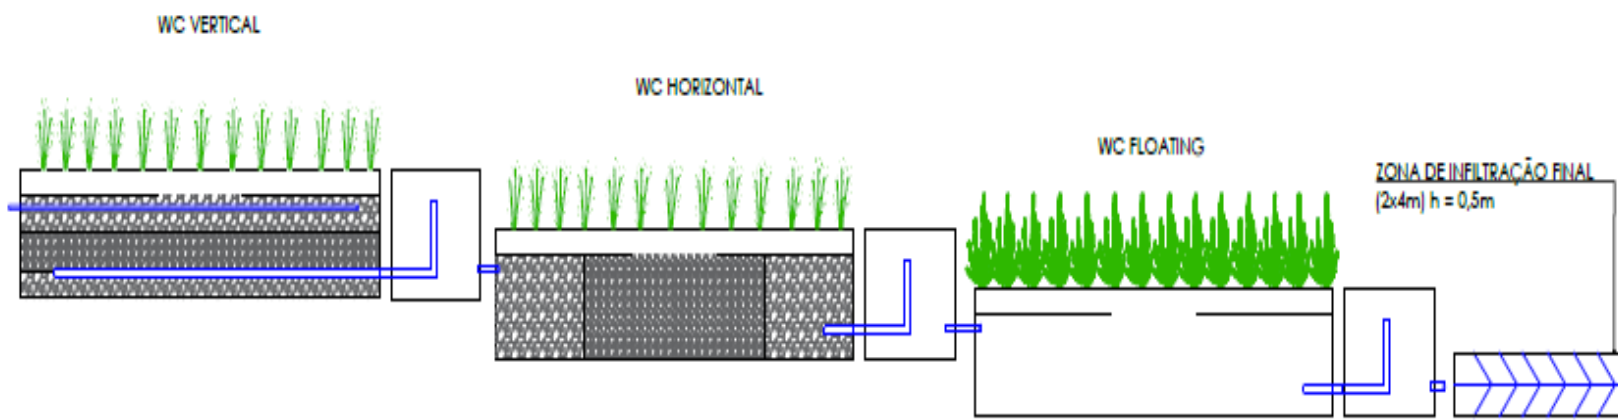 WC VERTICAL
WC HORIZONTAL
WC FLOATING
ZONA DE INFILTRAÇÃO FINAL
(2x4m) h = 0,5m